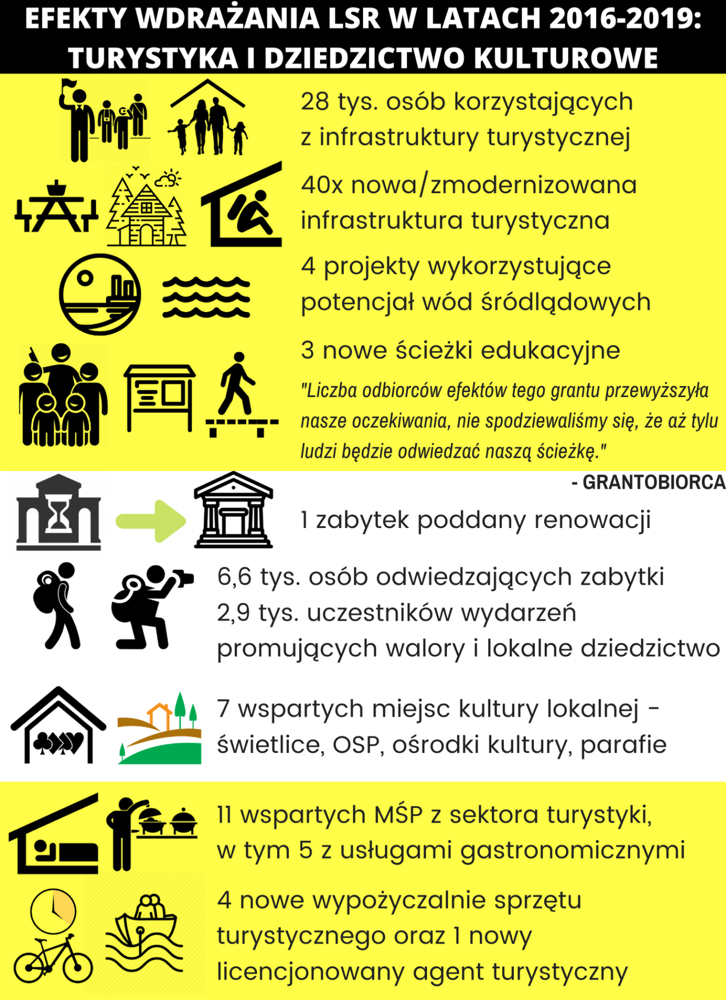 EFEKTY WDRAŻANIA LSR W LATACH 2016-2019:
TURYSTYKA I DZIEDZICTWO KULTUROWE
28 tys. osób korzystających
z infrastruktury turystycznej
40x nowa/zmodernizowana
infrastruktura turystyczna
4 projekty wykorzystujące
potencjał wód śródlądowych
3 nowe ścieżki edukacyjne
"Liczba odbiorców efektów tego grantu przewyższyła
nasze oczekiwania, nie spodziewaliśmy się, że aż tylu
ludzi będzie odwiedzać naszą ścieżkę."
- GRANTOBIORCA
1 zabytek poddany renowacji
6,6 tys. osób odwiedzających zabytki
2,9 tys. uczestników wydarzeń
promujących walory i lokalne dziedzictwo
7 wspartych miejsc kultury lokalnej -
świetlice, OSP, ośrodki kultury, parafie
11 wspartych MŚP z sektora turystyki,
w tym 5 z usługami gastronomicznymi
4 nowe wypożyczalnie sprzętu
turystycznego oraz 1 nowy
licencjonowany agent turystyczny